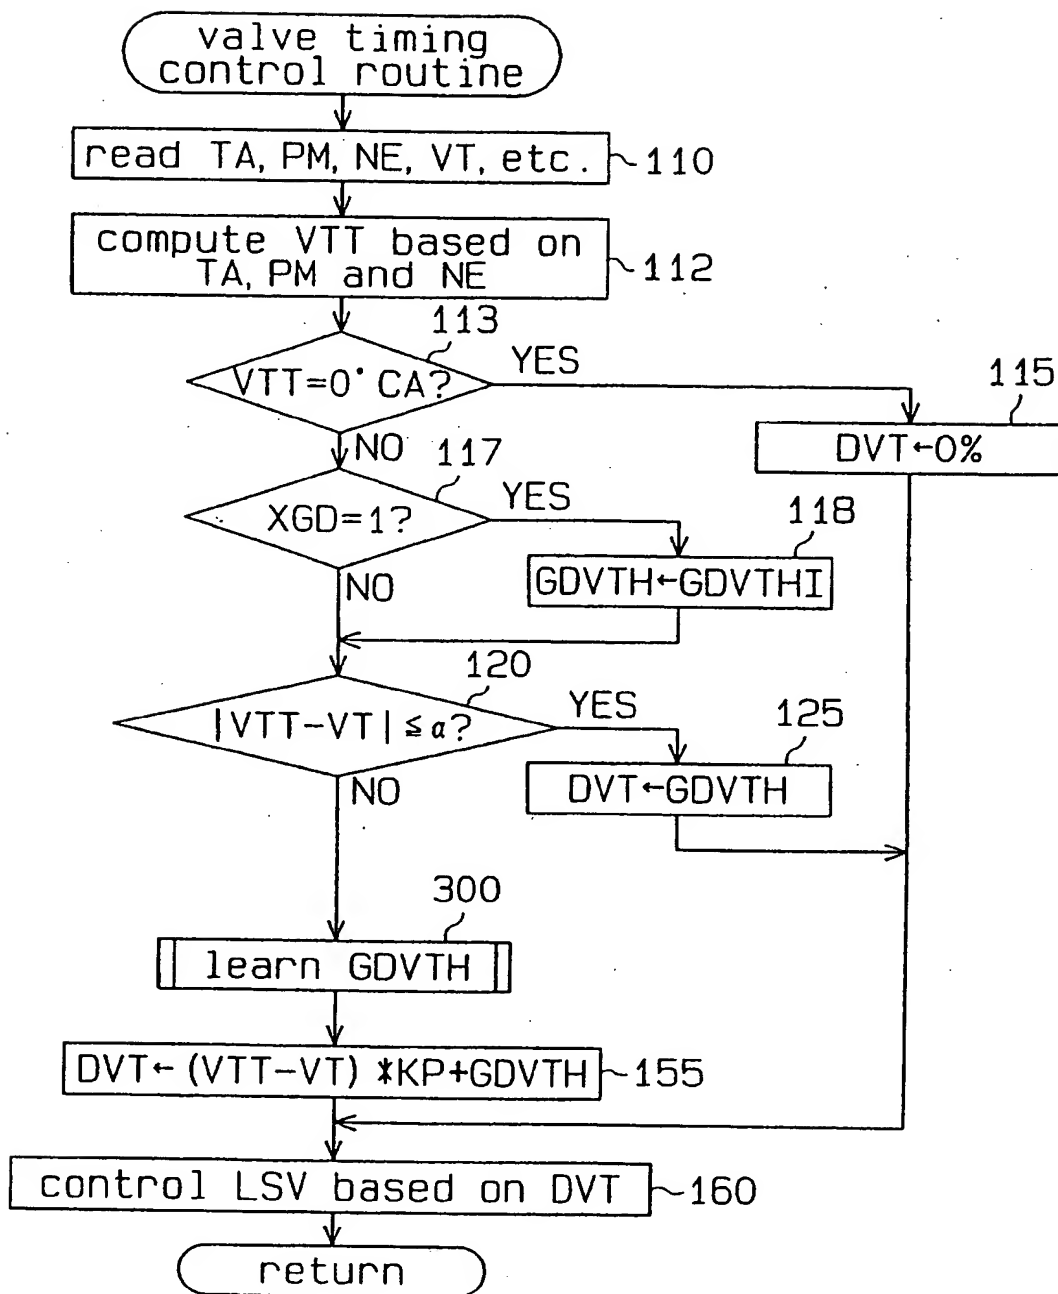 valve timing
control routine
read TA, PM, NE, VT, etc.
110
compute VTT based on
TA, PM and NE
112
113
VTT=0° CA?
YES
NO
115
DVT←0%
117
XGD=1?
YES
NO
118
GDVTH←GDVTHI
120
|VTT-VT| ≦ α?
YES
NO
125
DVT←GDVTH
300
learn GDVTH
DVT←(VTT-VT) *KP+GDVTH
155
control LSV based on DVT
160
return